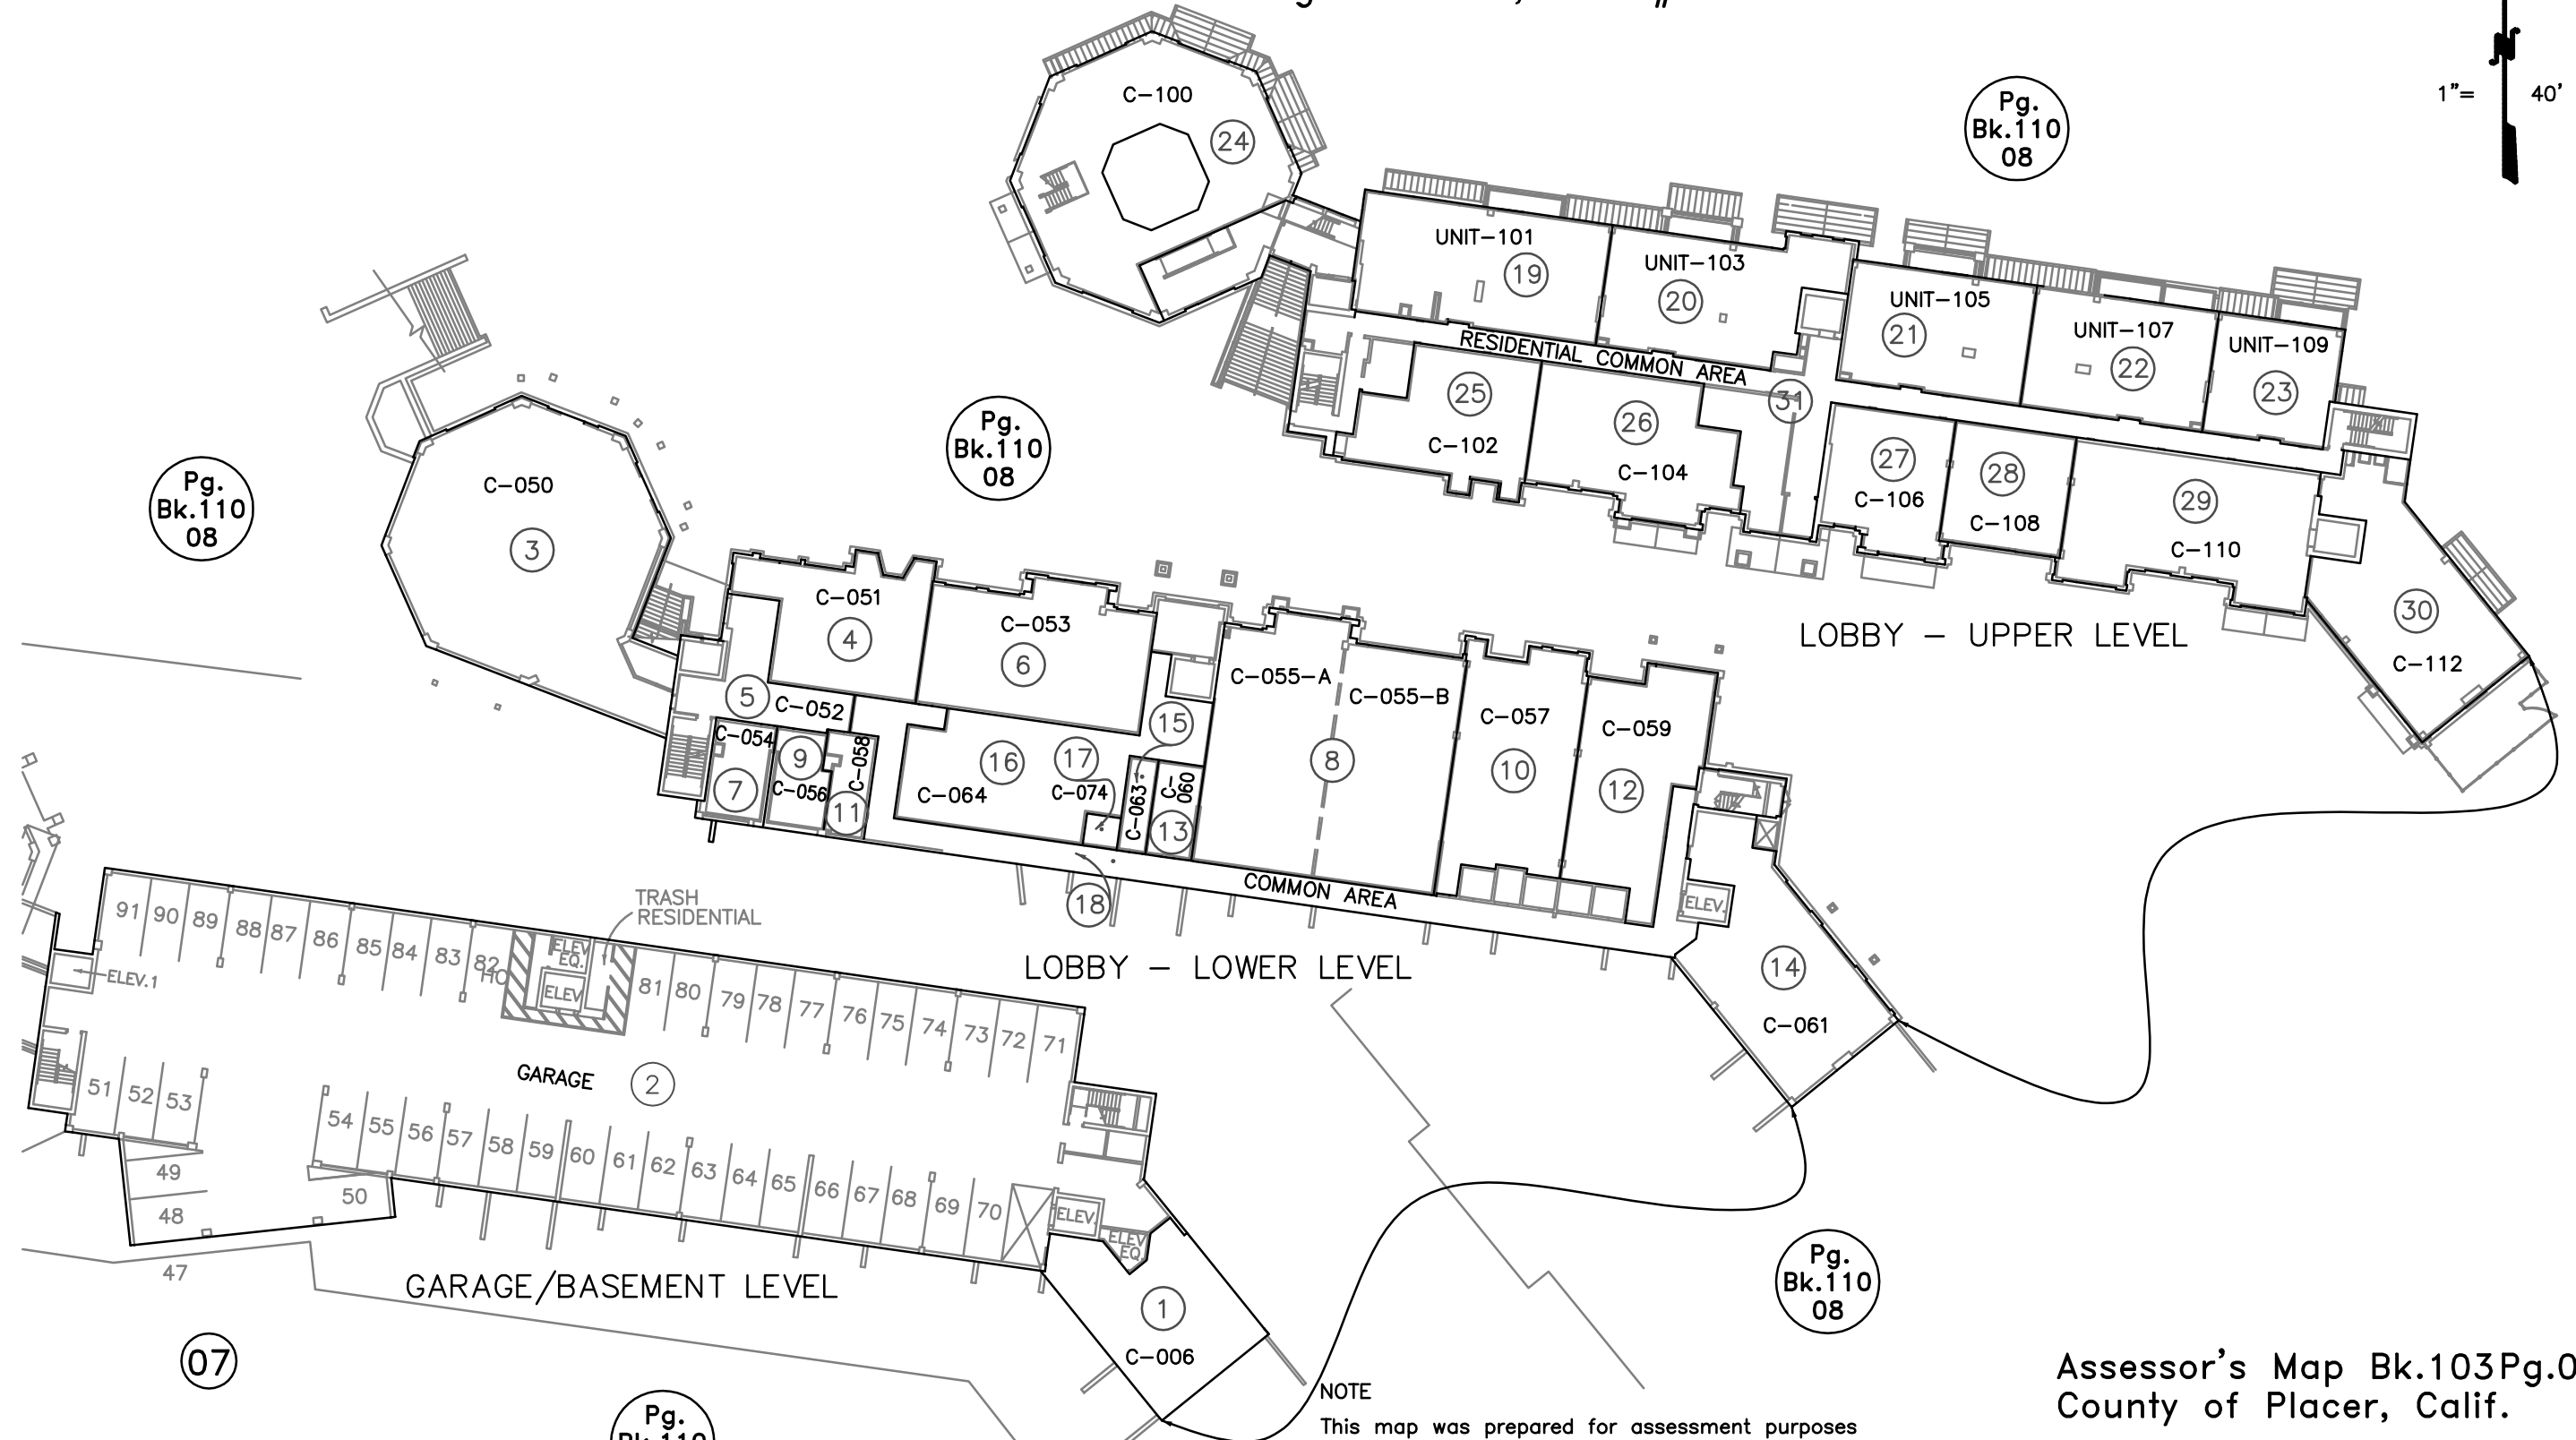 1"= 40'
N
Pg.
Bk.110
08
C-100
24
UNIT-101
19
UNIT-103
20
UNIT-105
21
UNIT-107
22
UNIT-109
23
RESIDENTIAL COMMON AREA
31
25
C-102
26
C-104
27
C-106
28
C-108
29
C-110
30
C-112
LOBBY - UPPER LEVEL
Pg.
Bk.110
08
Pg.
Bk.110
08
C-050
3
C-051
4
C-053
6
5
C-052
C-054
7
9
C-056
C-058
11
16
C-064
17
C-074
15
C-063
C-060
13
C-055-A
C-055-B
8
C-057
10
C-059
12
18
COMMON AREA
ELEV.
14
C-061
LOBBY - LOWER LEVEL
TRASH
RESIDENTIAL
91 90 89 88 87 86 85 84 83 82
ELEV
EQ.
ELEV
81 80 79 78 77 76 75 74 73 72 71
ELEV.1
GARAGE
2
51 52 53
54 55 56 57 58 59 60 61 62 63 64 65 66 67 68 69 70
49
48
50
47
ELEV.
ELEV
EQ.
1
C-006
GARAGE/BASEMENT LEVEL
07
Pg.
Bk.110
Pg.
Bk.110
08
NOTE
This map was prepared for assessment purposes
Assessor's Map Bk.103Pg.0
County of Placer, Calif.